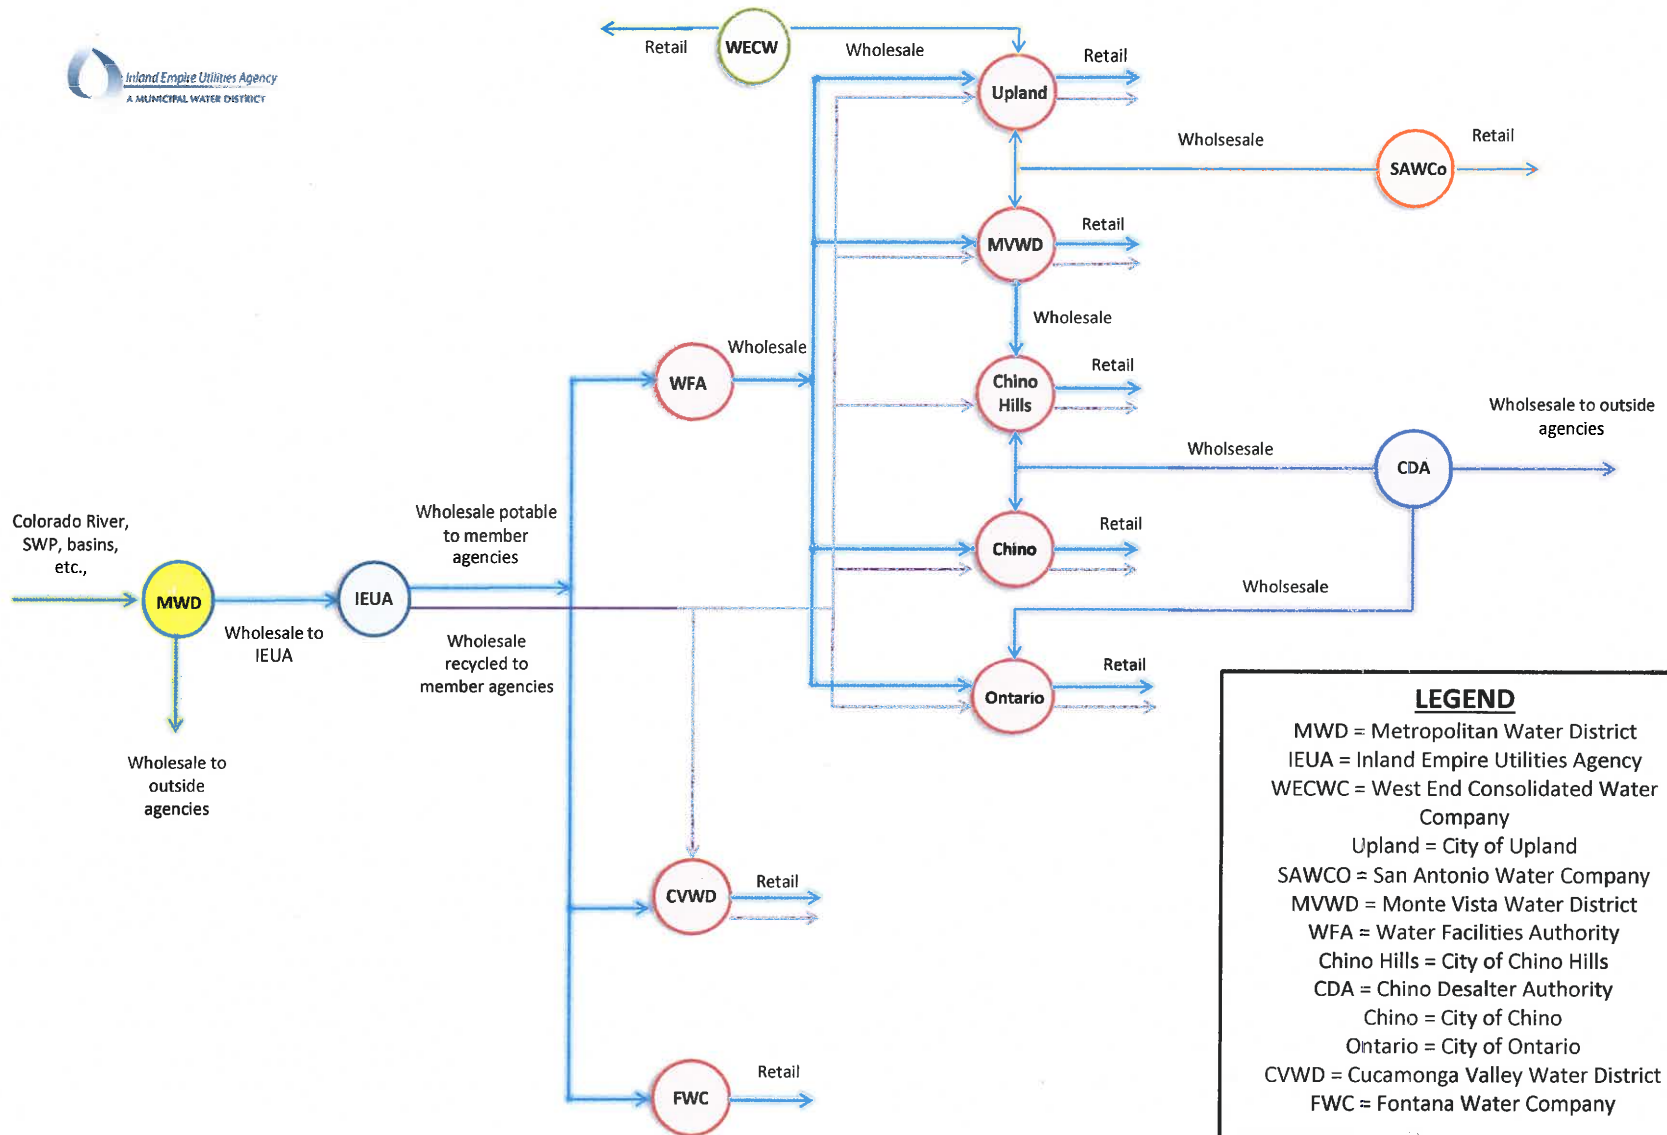 Inland Empire Utilities Agency
A MUNICIPAL WATER DISTRICT
Retail
WECW
Wholesale
Upland
Retail
Wholsesale
SAWCo
Retail
MVWD
Retail
Wholesale
WFA
Wholesale
Chino
Hills
Retail
Wholsesale
CDA
Wholsesale to outside
agencies
Colorado River,
SWP, basins,
etc.,
MWD
Wholesale to
IEUA
IEUA
Wholesale potable
to member
agencies
Wholesale
recycled to
member agencies
Wholesale to
outside
agencies
Chino
Retail
Wholsesale
Ontario
Retail
CVWD
Retail
FWC
Retail
LEGEND
MWD = Metropolitan Water District
IEUA = Inland Empire Utilities Agency
WECWC = West End Consolidated Water
Company
Upland = City of Upland
SAWCO = San Antonio Water Company
MVWD = Monte Vista Water District
WFA = Water Facilities Authority
Chino Hills = City of Chino Hills
CDA = Chino Desalter Authority
Chino = City of Chino
Ontario = City of Ontario
CVWD = Cucamonga Valley Water District
FWC = Fontana Water Company